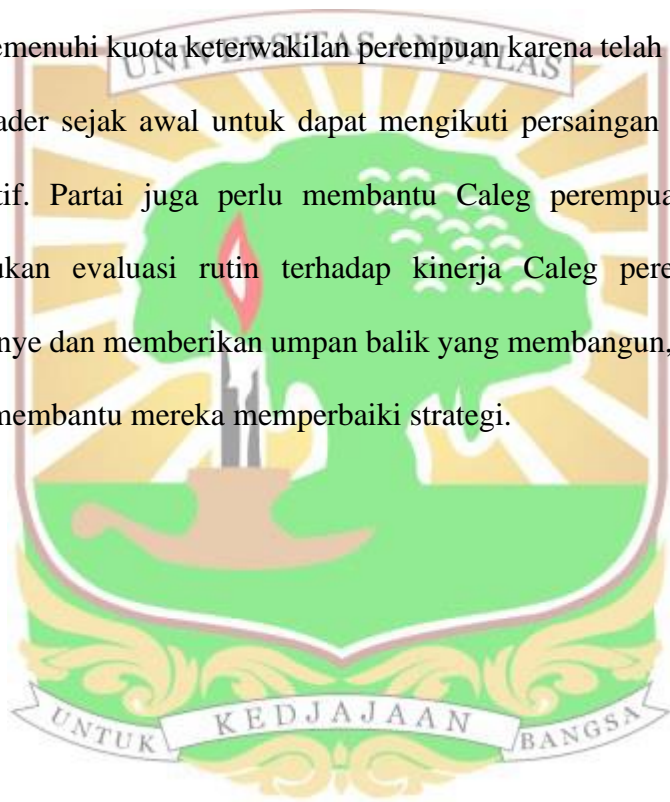 UNIVERSITAS ANDALAS
emenuhi kuota keterwakilan perempuan karena telah
ader sejak awal untuk dapat mengikuti persaingan
tif. Partai juga perlu membantu Caleg perempua
ukan evaluasi rutin terhadap kinerja Caleg pere
nye dan memberikan umpan balik yang membangun,
membantu mereka memperbaiki strategi.
UNTUK KEDJAJAAN BANGSA